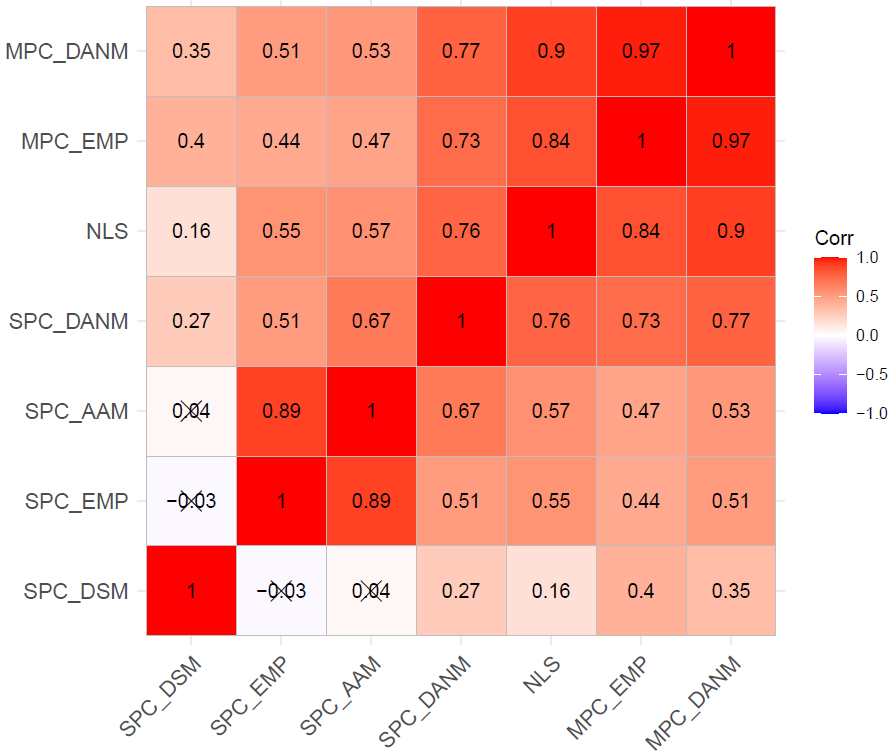 MPC_DANM 0.35 0.51 0.53 0.77 0.9 0.97 1
MPC_EMP 0.4 0.44 0.47 0.73 0.84 1 0.97
NLS 0.16 0.55 0.57 0.76 1 0.84 0.9
SPC_DANM 0.27 0.51 0.67 1 0.76 0.73 0.77
SPC_AAM 0.04 0.89 1 0.67 0.57 0.47 0.53
SPC_EMP −0.03 1 0.89 0.51 0.55 0.44 0.51
SPC_DSM 1 −0.03 0.04 0.27 0.16 0.4 0.35
SPC_DSM SPC_EMP SPC_AAM SPC_DANM NLS MPC_EMP MPC_DANM
Corr
1.0
0.5
0.0
−0.5
−1.0